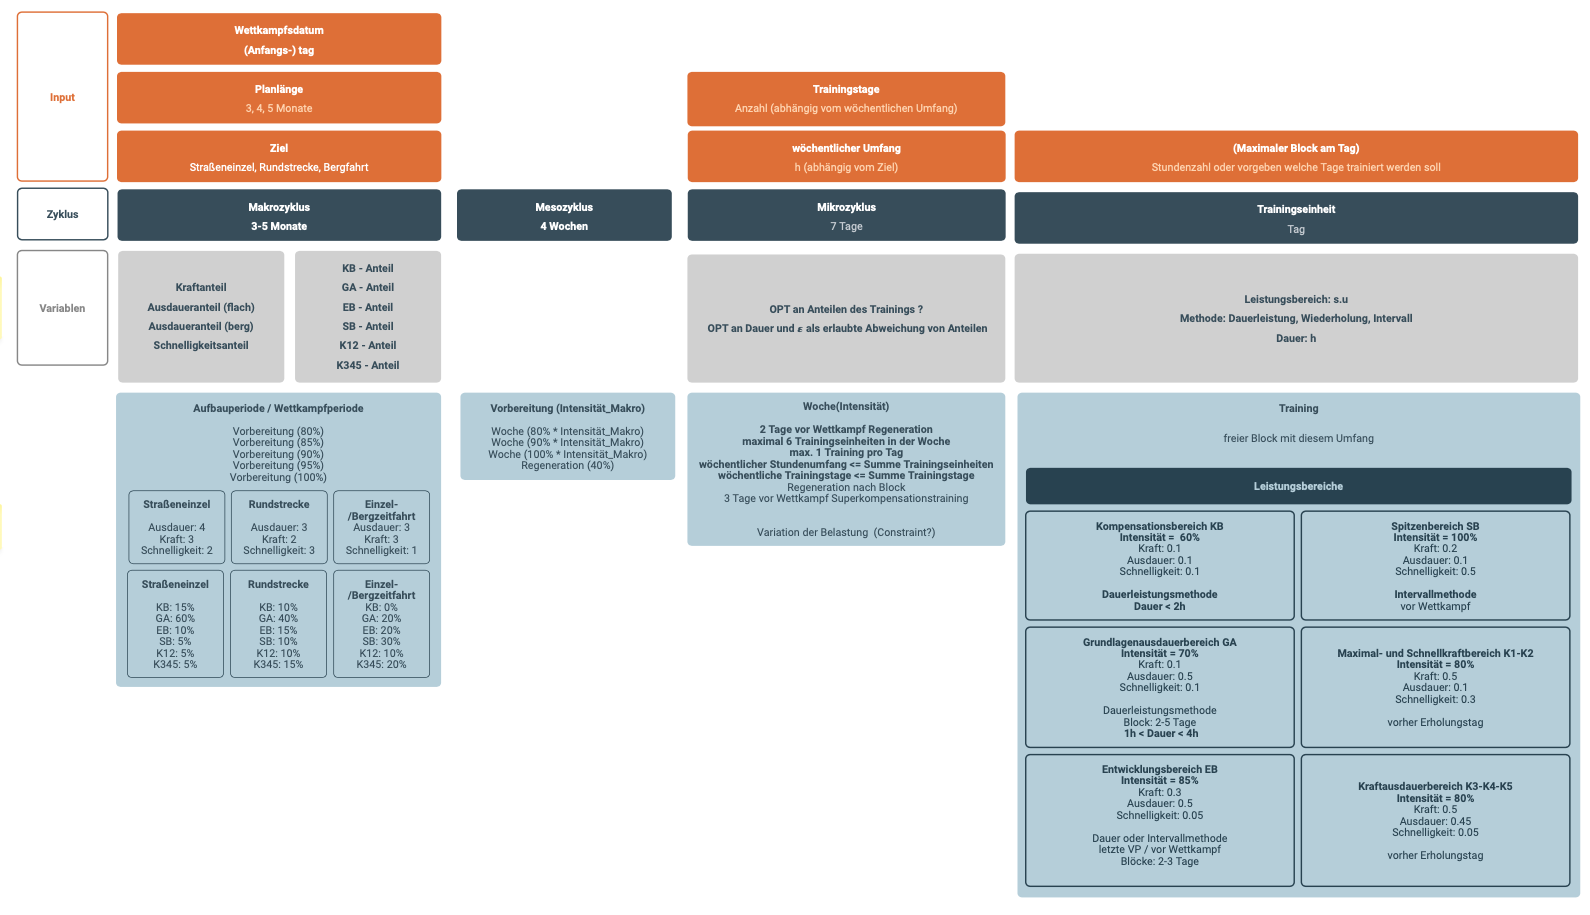 Input
Wettkampfsdatum
(Anfangs-) tag
Planlänge
3, 4, 5 Monate
Ziel
Straßeneinzel, Rundstrecke, Bergfahrt
Trainingstage
Anzahl (abhängig vom wöchentlichen Umfang)
wöchentlicher Umfang
h (abhängig vom Ziel)
(Maximaler Block am Tag)
Stundenzahl oder vorgeben welche Tage trainiert werden soll
Zyklus
Makrozyklus
3-5 Monate
Mesozyklus
4 Wochen
Mikrozyklus
7 Tage
Trainingseinheit
Tag
Variablen
Kraftanteil
Ausdaueranteil (flach)
Ausdaueranteil (berg)
Schnelligkeitsanteil
KB - Anteil
GA - Anteil
EB - Anteil
SB - Anteil
K12 - Anteil
K345 - Anteil
OPT an Anteilen des Trainings ?
OPT an Dauer und ε als erlaubte Abweichung von Anteilen
Leistungsbereich: s.u
Methode: Dauerleistung, Wiederholung, Intervall
Dauer: h
Aufbauperiode / Wettkampfperiode
Vorbereitung (80%)
Vorbereitung (85%)
Vorbereitung (90%)
Vorbereitung (95%)
Vorbereitung (100%)
Straßeneinzel
Ausdauer: 4
Kraft: 3
Schnelligkeit: 2
Rundstrecke
Ausdauer: 3
Kraft: 2
Schnelligkeit: 3
Einzel-
/Bergzeitfahrt
Ausdauer: 3
Kraft: 3
Schnelligkeit: 1
Straßeneinzel
KB: 15%
GA: 60%
EB: 10%
SB: 5%
K12: 5%
K345: 5%
Rundstrecke
KB: 10%
GA: 40%
EB: 15%
SB: 10%
K12: 10%
K345: 15%
Einzel-
/Bergzeitfahrt
KB: 0%
GA: 20%
EB: 20%
SB: 30%
K12: 10%
K345: 20%
Vorbereitung (Intensität_Makro)
Woche (80% * Intensität_Makro)
Woche (90% * Intensität_Makro)
Woche (100% * Intensität_Makro)
Regeneration (40%)
Woche(Intensität)
2 Tage vor Wettkampf Regeneration
maximal 6 Trainingseinheiten in der Woche
max. 1 Training pro Tag
wöchentlicher Stundenumfang <= Summe Trainingseinheiten
wöchentliche Trainingstage <= Summe Trainingstage
Regeneration nach Block
3 Tage vor Wettkampf Superkompensationstraining
Variation der Belastung (Constraint?)
Training
freier Block mit diesem Umfang
Leistungsbereiche
Kompensationsbereich KB
Intensität = 60%
Kraft: 0.1
Ausdauer: 0.1
Schnelligkeit: 0.1
Dauerleistungsmethode
Dauer < 2h
Spitzenbereich SB
Intensität = 100%
Kraft: 0.2
Ausdauer: 0.1
Schnelligkeit: 0.5
Intervallmethode
vor Wettkampf
Grundlagenausdauerbereich GA
Intensität = 70%
Kraft: 0.1
Ausdauer: 0.5
Schnelligkeit: 0.1
Dauerleistungsmethode
Block: 2-5 Tage
1h < Dauer < 4h
Maximal- und Schnellkraftbereich K1-K2
Intensität = 80%
Kraft: 0.5
Ausdauer: 0.1
Schnelligkeit: 0.3
vorher Erholungstag
Entwicklungsbereich EB
Intensität = 85%
Kraft: 0.3
Ausdauer: 0.5
Schnelligkeit: 0.05
Dauer oder Intervallmethode
letzte VP / vor Wettkampf
Blöcke: 2-3 Tage
Kraftausdauerbereich K3-K4-K5
Intensität = 80%
Kraft: 0.5
Ausdauer: 0.45
Schnelligkeit: 0.05
vorher Erholungstag